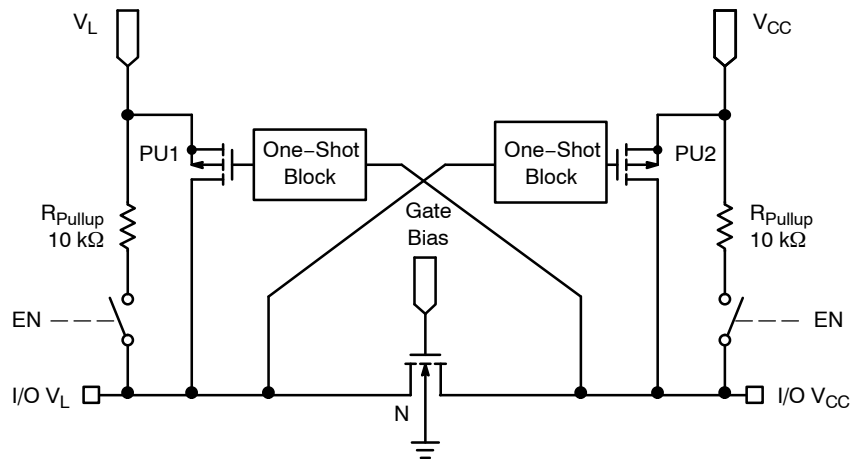 V_L
V_CC
PU1
One−Shot
Block
One−Shot
Block
PU2
Gate
Bias
R_Pullup
10 kΩ
R_Pullup
10 kΩ
EN
EN
I/O V_L
N
I/O V_CC